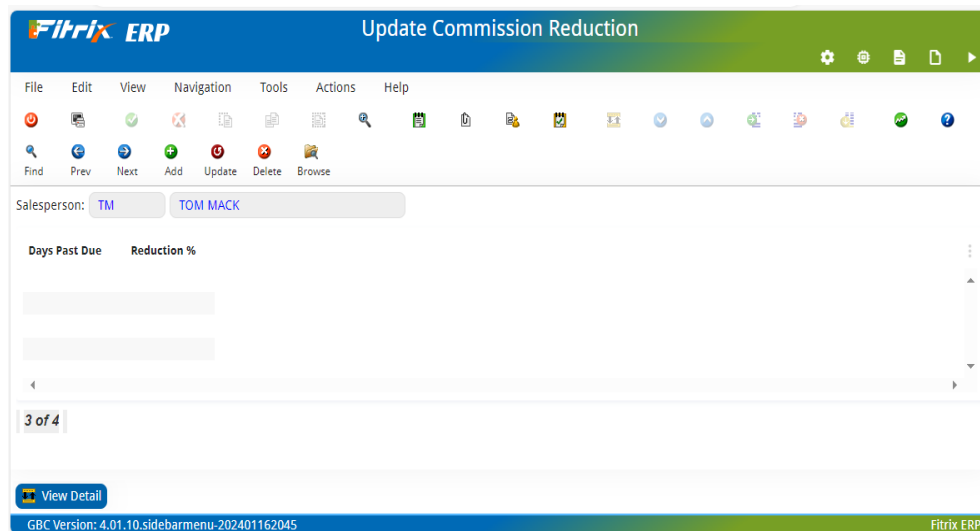 Fitrix ERP
Update Commission Reduction
File Edit View Navigation Tools Actions Help
Find Prev Next Add Update Delete Browse
Salesperson: TM TOM MACK
Days Past Due Reduction %
3 of 4
View Detail
GBC Version: 4.01.10.sidebarmenu-202401162045 Fitrix ERP